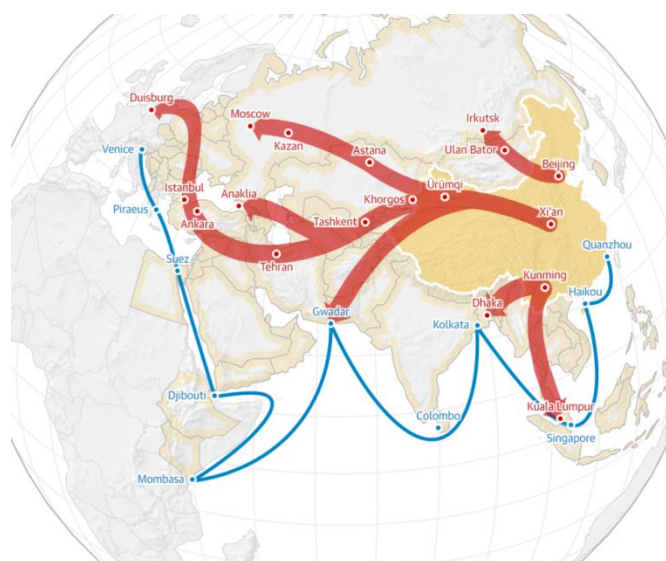 Duisburg
Moscow
Irkutsk
Kazan
Venice
Astana
Ulan Bator
Beijing
Istanbul
Anaklia
Khorgos
Ürümqi
Piraeus
Ankara
Tashkent
Xi'an
Suez
Tehran
Quanzhou
Kunming
Haikou
Gwadar
Dhaka
Kolkata
Djibouti
Colombo
Kuala Lumpur
Singapore
Mombasa